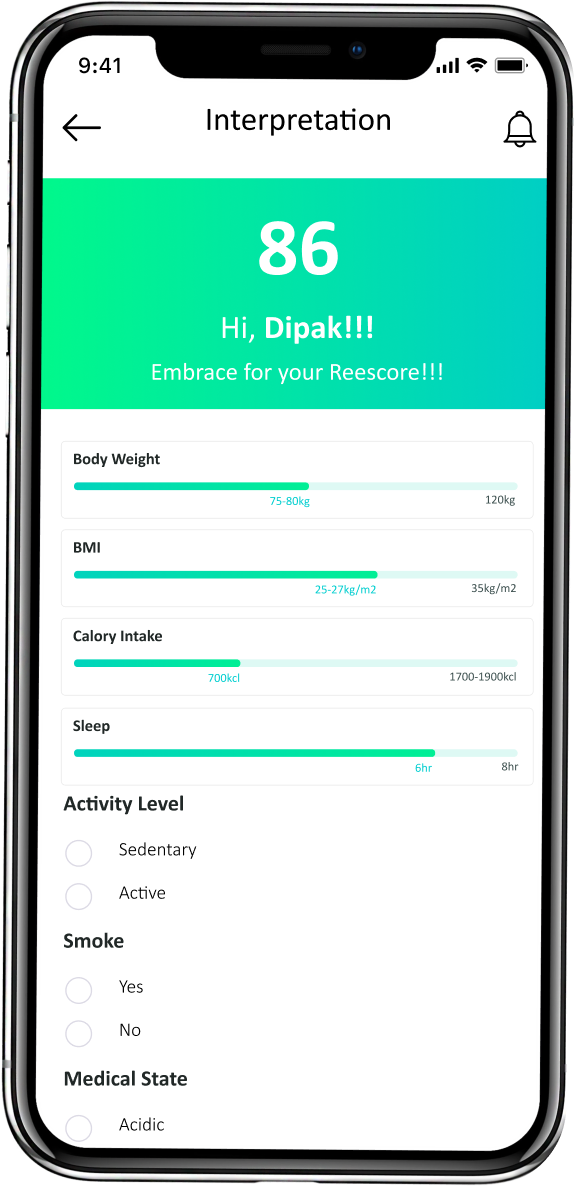 9:41
Interpretation
86
Hi, Dipak!!!
Embrace for your Reescore!!!
Body Weight
75-80kg 120kg
BMI
25-27kg/m2 35kg/m2
Calory Intake
700kcl 1700-1900kcl
Sleep
6hr 8hr
Activity Level
Sedentary
Active
Smoke
Yes
No
Medical State
Acidic